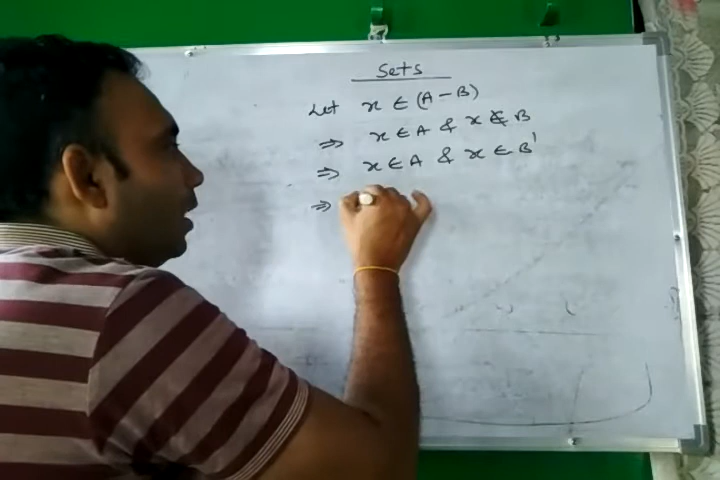 Sets
Let x ∈ (A - B)
⇒ x ∈ A & x ∉ B
⇒ x ∈ A & x ∈ B'
⇒